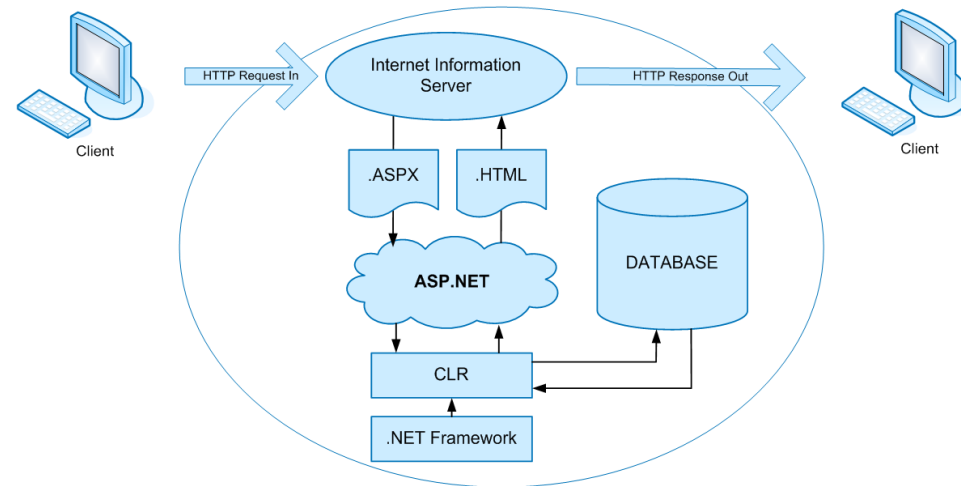 HTTP Request In
Internet Information
Server
HTTP Response Out
Client
Client
.ASPX
.HTML
ASP.NET
DATABASE
CLR
.NET Framework